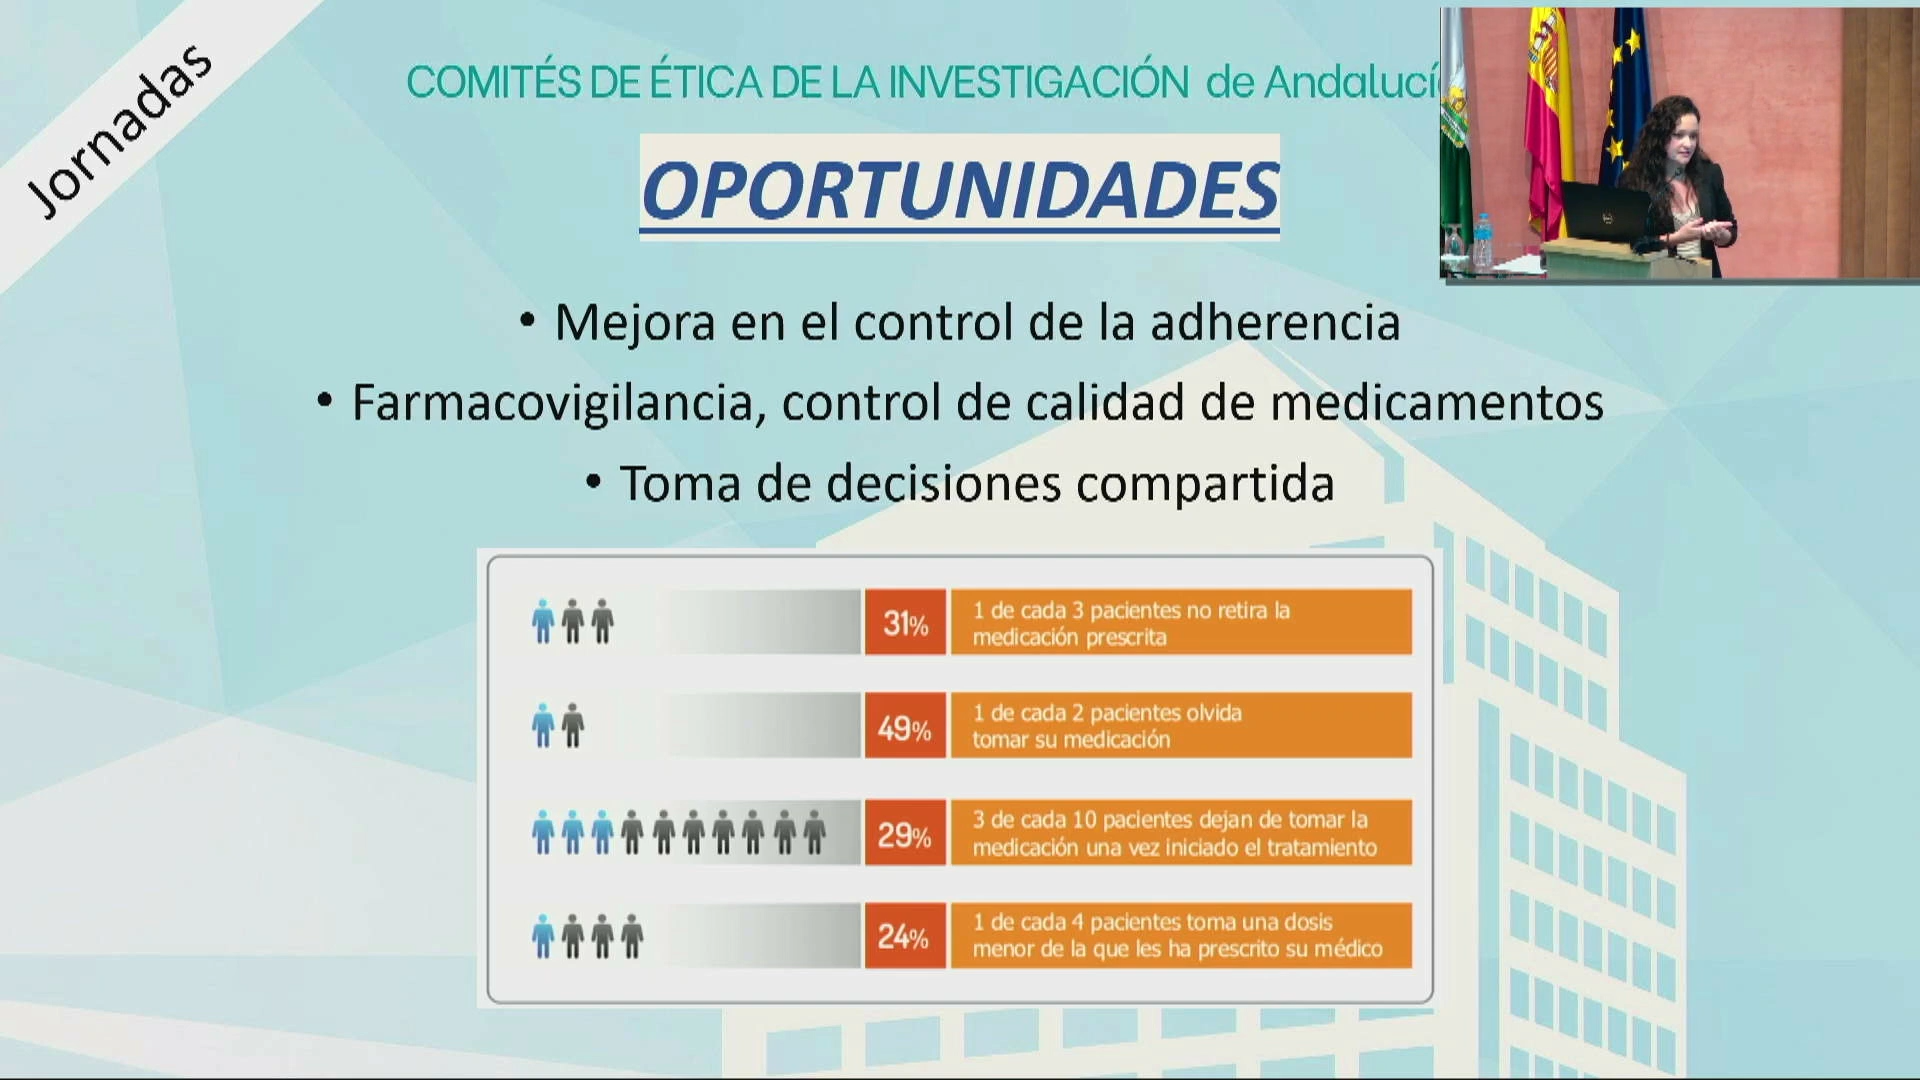 Jornadas
COMITÉS DE ÉTICA DE LA INVESTIGACIÓN de Andalucí
OPORTUNIDADES
• Mejora en el control de la adherencia
• Farmacovigilancia, control de calidad de medicamentos
• Toma de decisiones compartida
31% 1 de cada 3 pacientes no retira la
medicación prescrita
49% 1 de cada 2 pacientes olvida
tomar su medicación
29% 3 de cada 10 pacientes dejan de tomar la
medicación una vez iniciado el tratamiento
24% 1 de cada 4 pacientes toma una dosis
menor de la que les ha prescrito su médico